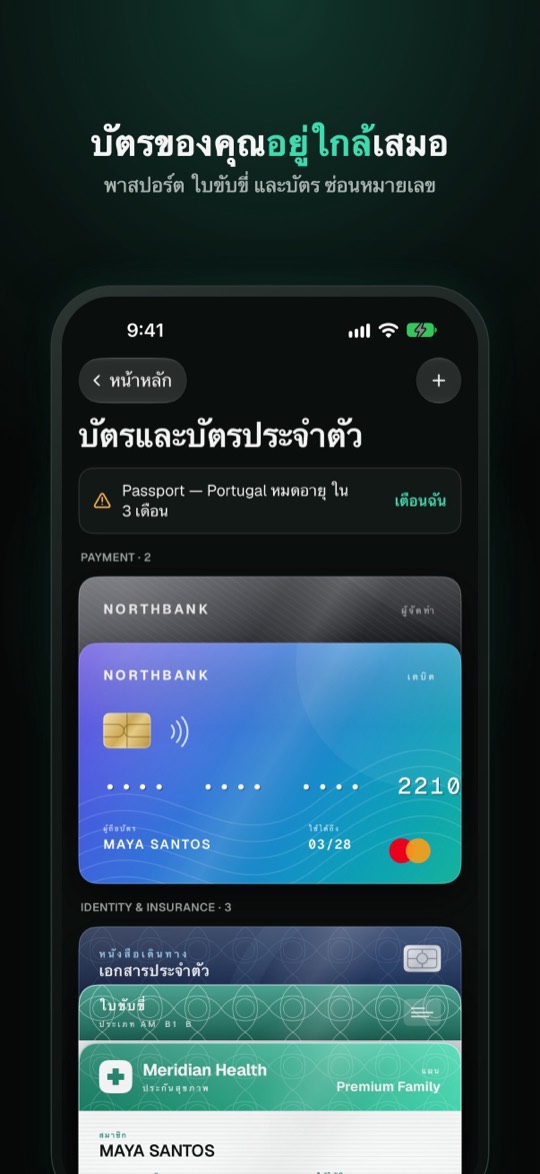 บัตรของคุณอยู่ใกล้เสมอ
พาสปอร์ต ใบขับขี่ และบัตร ซ่อนหมายเลข
9:41
หน้าหลัก
+
บัตรและบัตรประจำตัว
Passport — Portugal หมดอายุ ใน
3 เดือน
เตือนฉัน
PAYMENT · 2
NORTHBANK
ผู้จัดทำ
NORTHBANK
เดบิต
•••• •••• •••• 2210
ผู้ถือบัตร
ใช้ได้ถึง
MAYA SANTOS
03/28
IDENTITY & INSURANCE · 3
หนังสือเดินทาง
เอกสารประจำตัว
ใบขับขี่
ประเภท AM B1 B
Meridian Health
ประกันสุขภาพ
แผน
Premium Family
สมาชิก
MAYA SANTOS